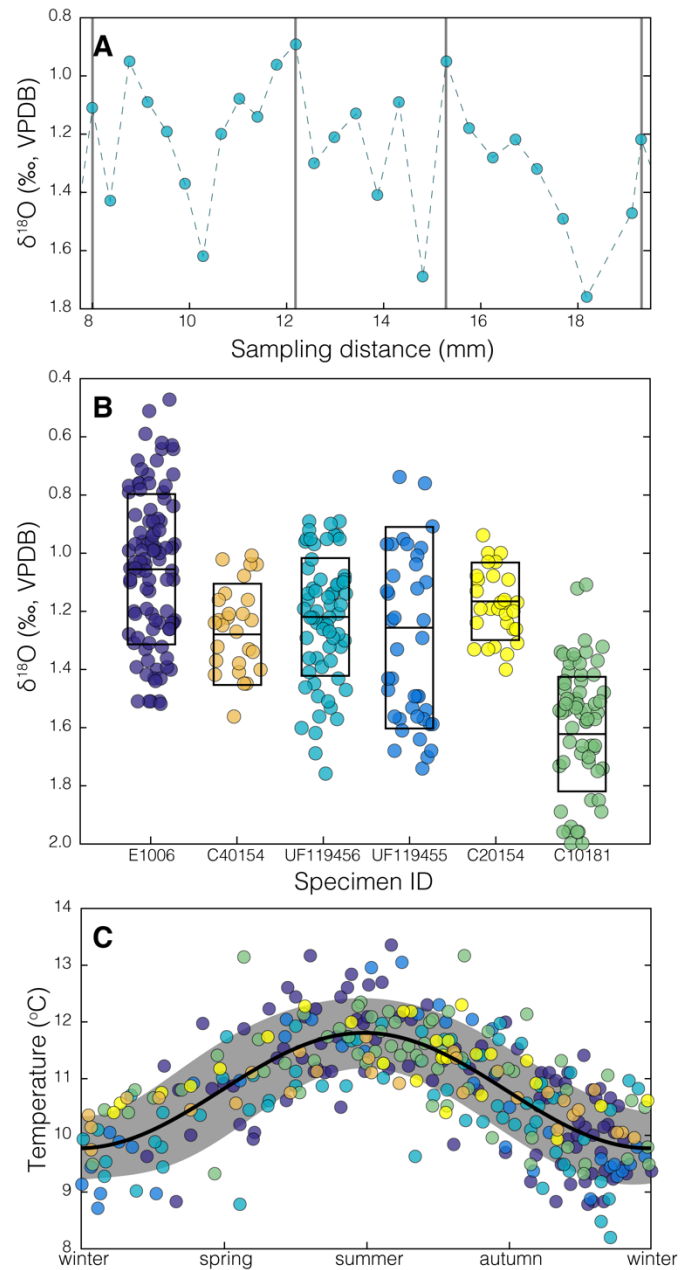 A
0.8
1.0
1.2
1.4
1.6
1.8
δ¹⁸O (‰, VPDB)
8 10 12 14 16 18
Sampling distance (mm)
B
0.4
0.6
0.8
1.0
1.2
1.4
1.6
1.8
2.0
δ¹⁸O (‰, VPDB)
E1006 C40154 UF119456 UF119455 C20154 C10181
Specimen ID
C
14
13
12
11
10
9
8
Temperature (°C)
winter spring summer autumn winter